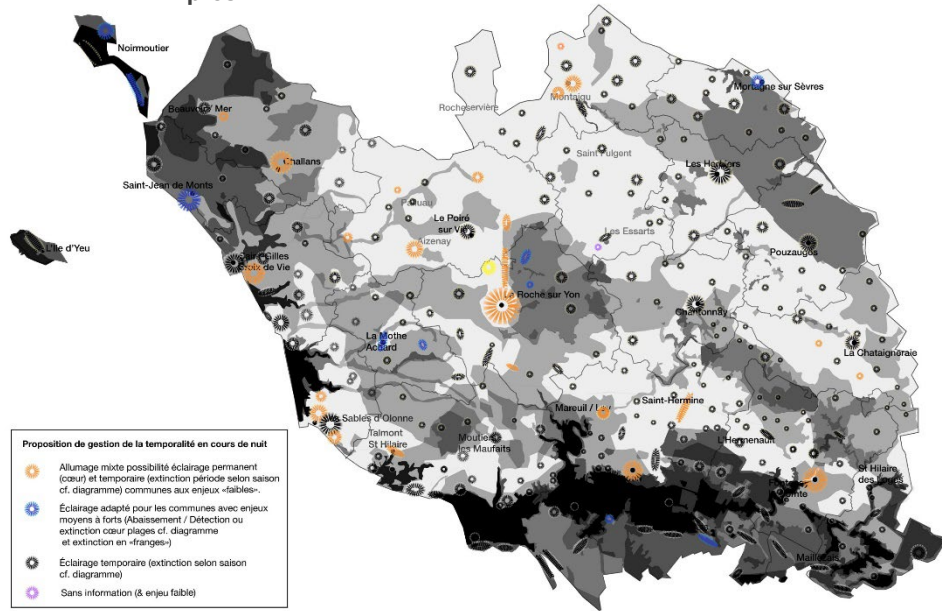 Noirmoutier
Montaigu
Mortagne sur Sèvres
Rocheservière
Beauvoir/ Mer
Saint Fulgent
Challans
Les Herbiers
Saint-Jean de Monts
Palluau
Le Poiré
sur Vie
Les Essarts
L'île d'Yeu
Aizenay
Pouzauges
Saint Gilles
Croix de Vie
La Roche sur Yon
Chantonnay
La Mothe
Achard
La Chataigneraie
Saint-Hermine
Mareuil / Lay
Les Sables d'Olonne
Talmont
St Hilaire
Moutiers
les Maufaits
L'Hermenault
St Hilaire
des Loges
Maillezais
Proposition de gestion de la temporalité en cours de nuit
Allumage mixte possibilité éclairage permanent
(cœur) et temporaire (extinction période selon saison
cf. diagramme) communes aux enjeux «faibles».
Éclairage adapté pour les communes avec enjeux
moyens à forts (Abaissement / Détection ou
extinction cœur plages cf. diagramme
et extinction en «franges»)
Éclairage temporaire (extinction selon saison
cf. diagramme)
Sans information (& enjeu faible)